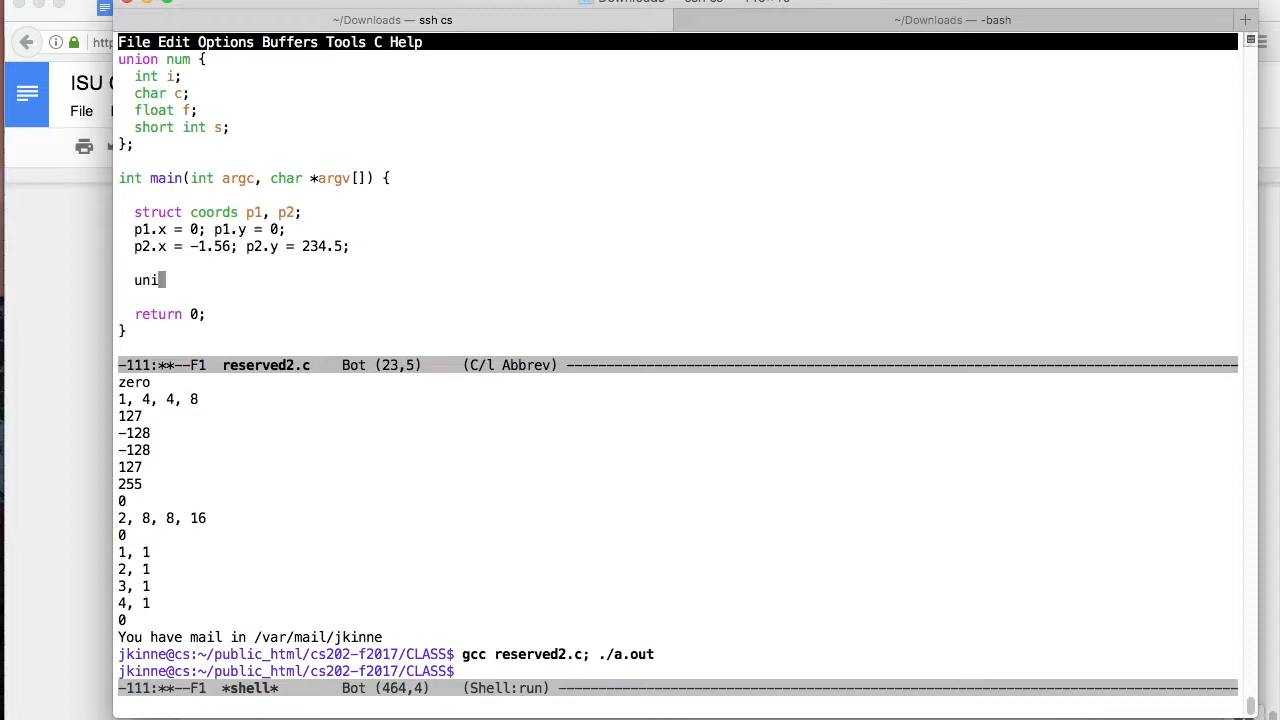 ~/Downloads — ssh cs
~/Downloads — -bash
http
ISU
File
File Edit Options Buffers Tools C Help
union num {
  int i;
  char c;
  float f;
  short int s;
};

int main(int argc, char *argv[]) {

  struct coords p1, p2;
  p1.x = 0; p1.y = 0;
  p2.x = -1.56; p2.y = 234.5;

  uni

  return 0;
}

-111:**--F1  reserved2.c    Bot (23,5)     (C/l Abbrev)
zero
1, 4, 4, 8
127
-128
-128
127
255
0
2, 8, 8, 16
0
1, 1
2, 1
3, 1
4, 1
0
You have mail in /var/mail/jkinne
jkinne@cs:~/public_html/cs202-f2017/CLASS$ gcc reserved2.c; ./a.out
jkinne@cs:~/public_html/cs202-f2017/CLASS$
-111:**--F1  *shell*        Bot (464,4)    (Shell:run)